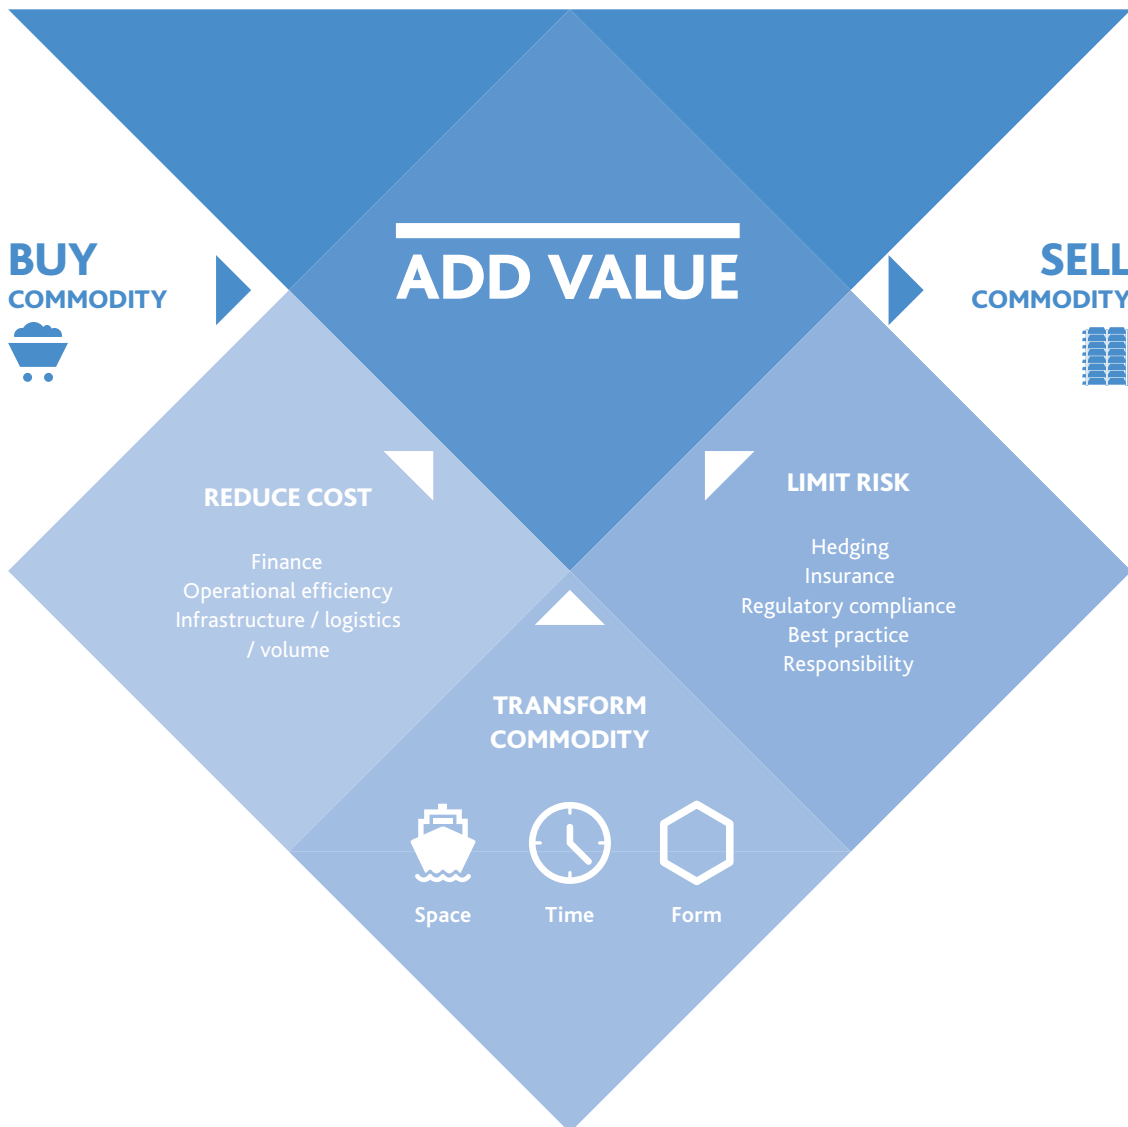 BUY
COMMODITY
ADD VALUE
SELL
COMMODITY
REDUCE COST
Finance
Operational efficiency
Infrastructure / logistics
/ volume
LIMIT RISK
Hedging
Insurance
Regulatory compliance
Best practice
Responsibility
TRANSFORM
COMMODITY
Space
Time
Form